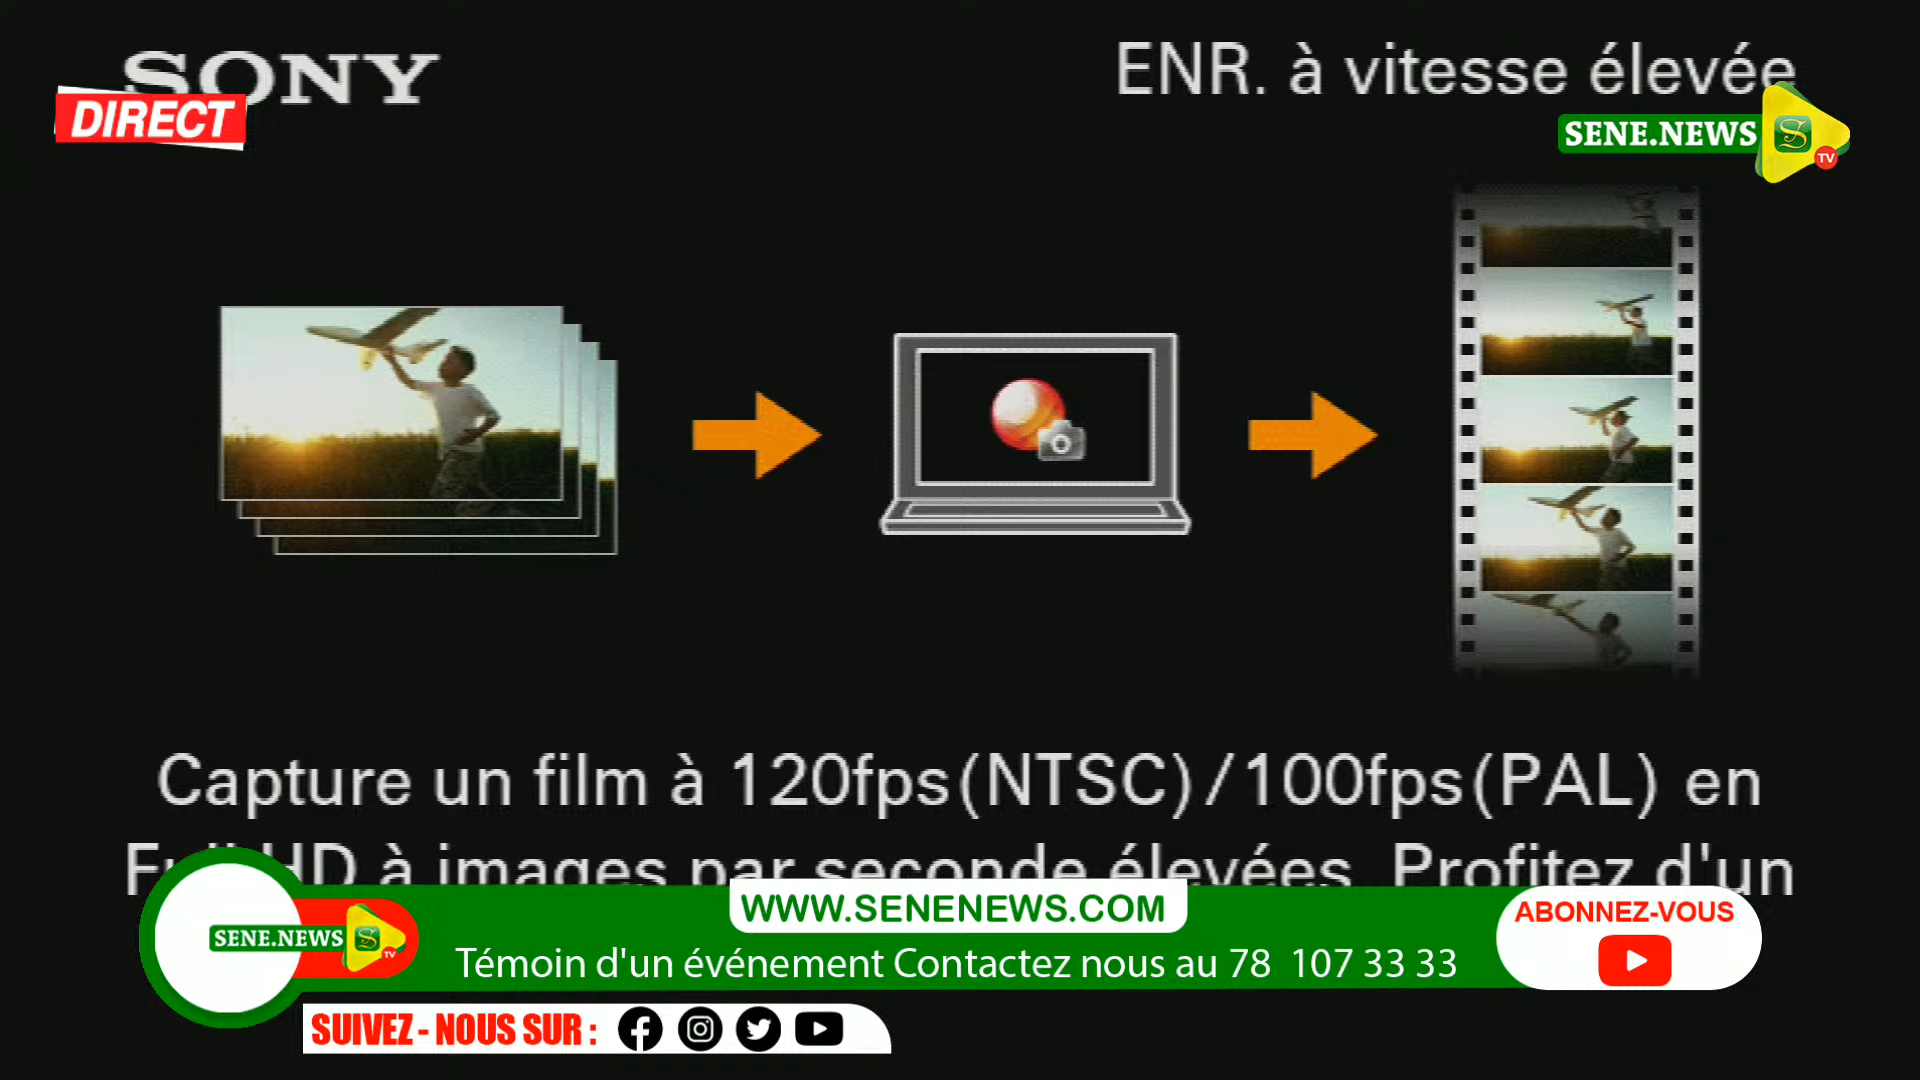 SONY
ENR. à vitesse élevée
DIRECT
SENE.NEWS
S
TV
Capture un film à 120fps(NTSC)/100fps(PAL) en
Full HD à images par seconde élevées. Profitez d'un
WWW.SENENEWS.COM
ABONNEZ-VOUS
SENE.NEWS
S
TV
Témoin d'un événement Contactez nous au 78 107 33 33
SUIVEZ - NOUS SUR :